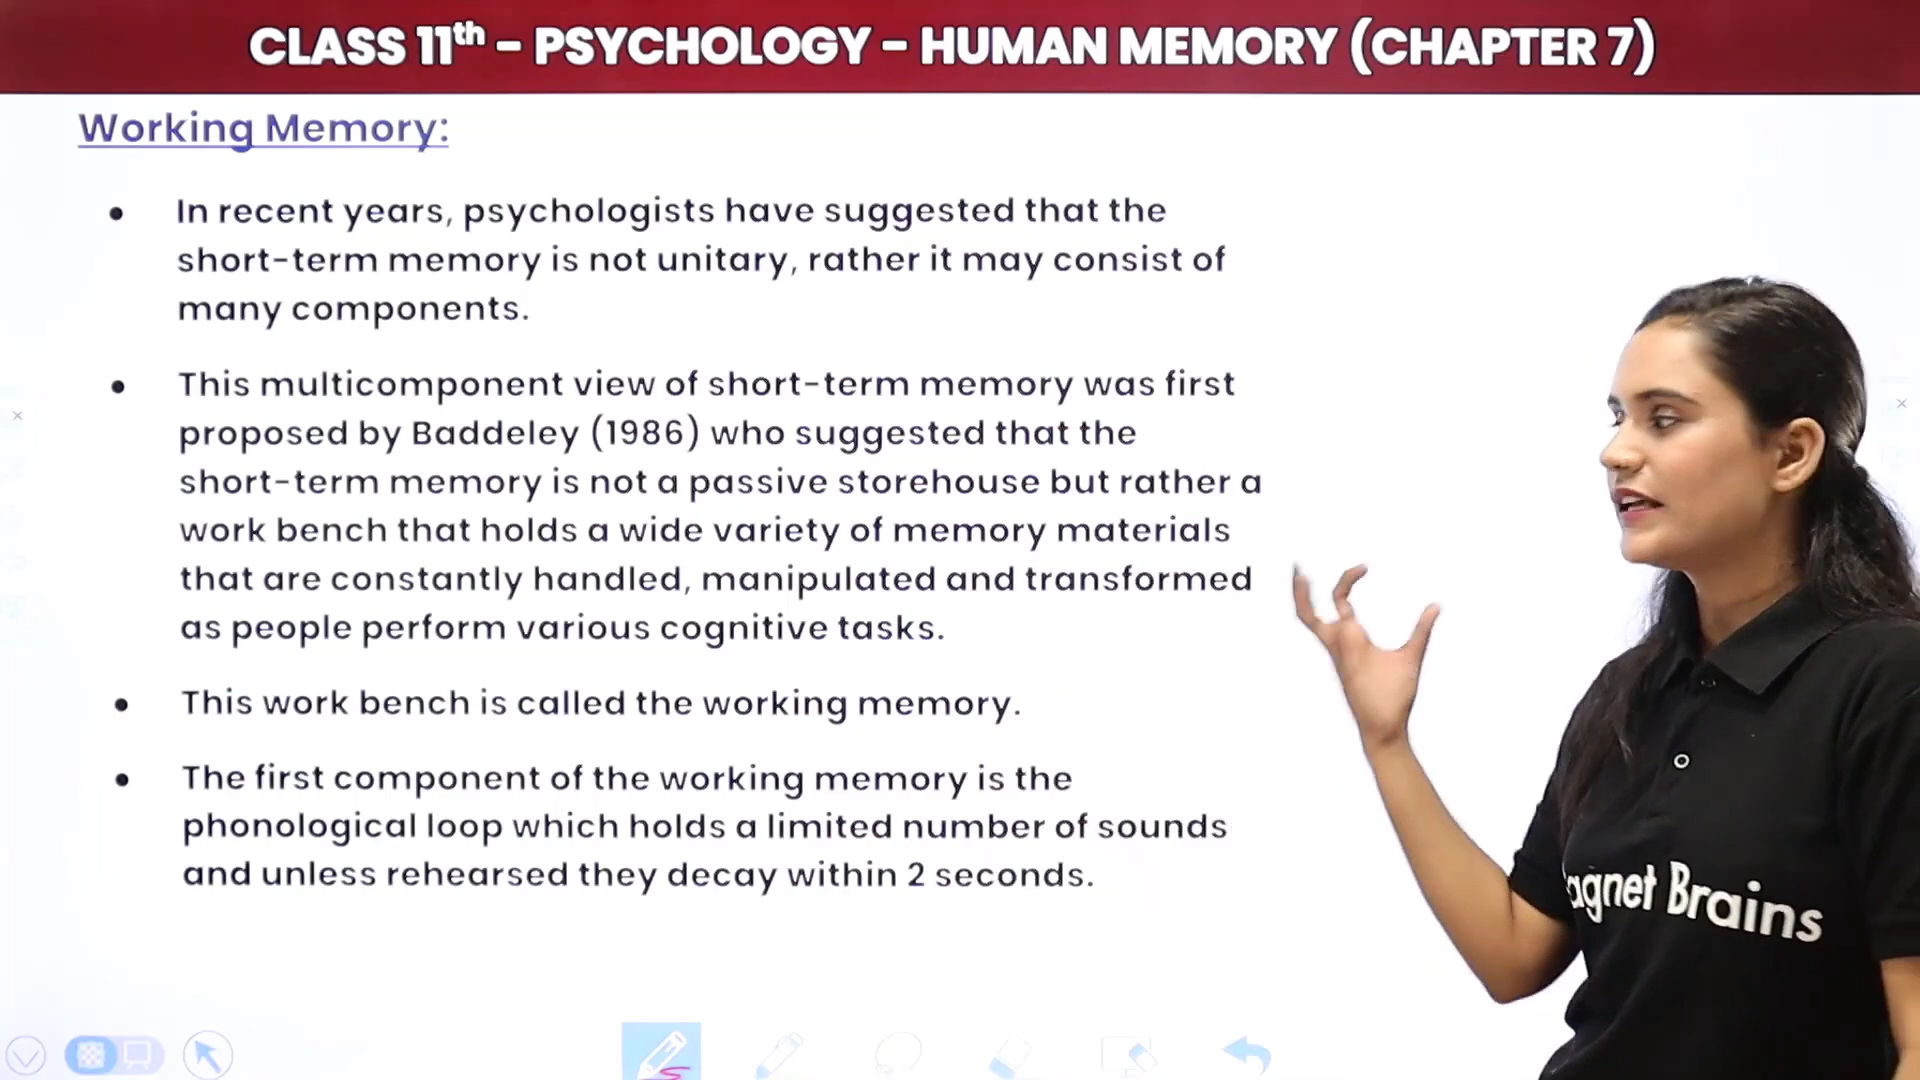 CLASS 11th – PSYCHOLOGY – HUMAN MEMORY (CHAPTER 7)
Working Memory:
• In recent years, psychologists have suggested that the
short-term memory is not unitary, rather it may consist of
many components.
• This multicomponent view of short-term memory was first
proposed by Baddeley (1986) who suggested that the
short-term memory is not a passive storehouse but rather a
work bench that holds a wide variety of memory materials
that are constantly handled, manipulated and transformed
as people perform various cognitive tasks.
• This work bench is called the working memory.
• The first component of the working memory is the
phonological loop which holds a limited number of sounds
and unless rehearsed they decay within 2 seconds.
agnet Brains